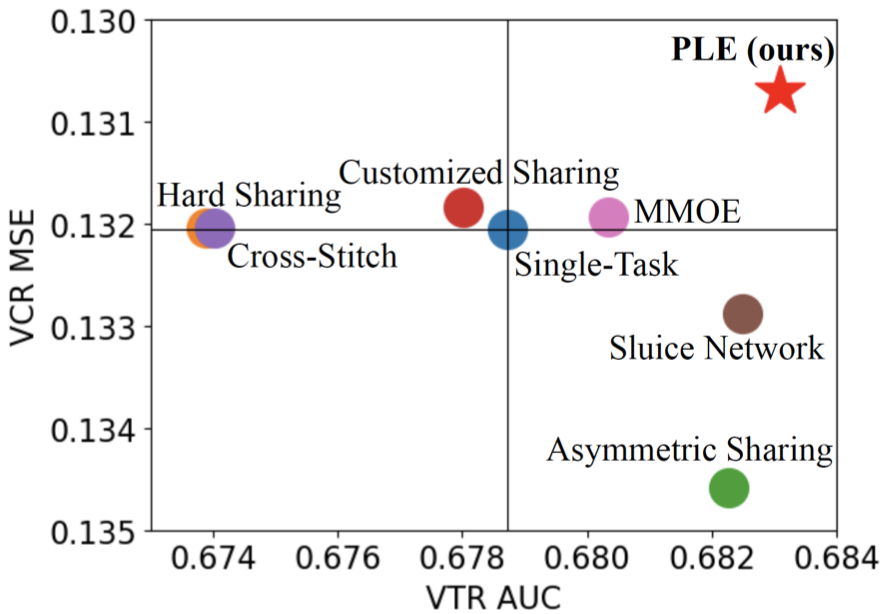 0.130
PLE (ours)
0.131
Customized Sharing
Hard Sharing
MMOE
0.132
Cross-Stitch
Single-Task
VCR MSE
0.133
Sluice Network
0.134
Asymmetric Sharing
0.135
0.674 0.676 0.678 0.680 0.682 0.684
VTR AUC